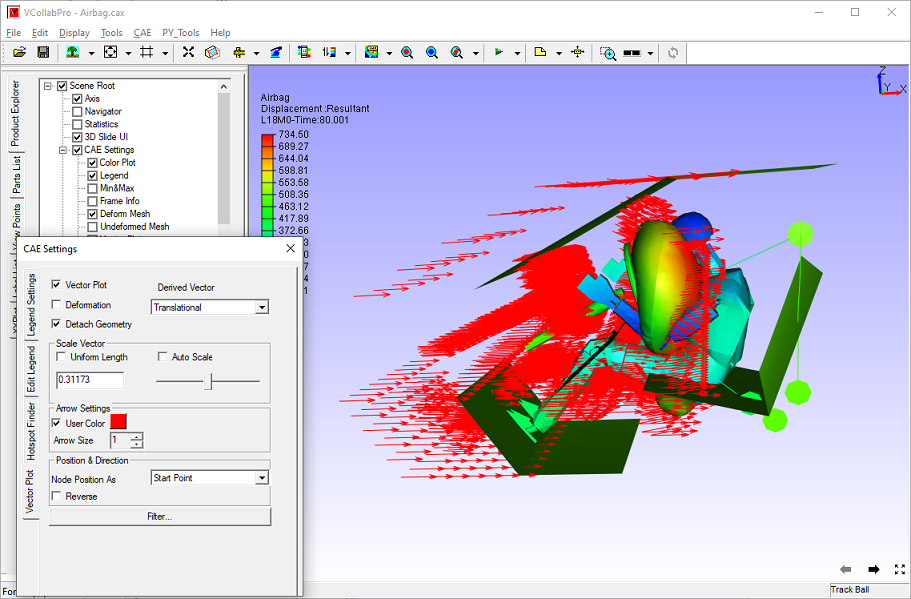 VCollabPro - Airbag.cax
File Edit Display Tools CAE PY_Tools Help
Product Explorer
Parts List
Scene Root
Axis
Navigator
Statistics
3D Slide UI
CAE Settings
Color Plot
Legend
Min&Max
Frame Info
Deform Mesh
Undeformed Mesh
Airbag
Displacement :Resultant
L18M0-Time:80.001
734.50
689.27
644.04
598.81
553.58
508.36
463.12
417.89
372.66
Z
Y X
CAE Settings
Legend Settings
Edit Legend
Hotspot Finder
Vector Plot
Vector Plot
Derived Vector
Deformation
Translational
Detach Geometry
Scale Vector
Uniform Length
Auto Scale
0.31173
Arrow Settings
User Color
Arrow Size 1
Position & Direction
Node Position As Start Point
Reverse
Filter...
For
Track Ball